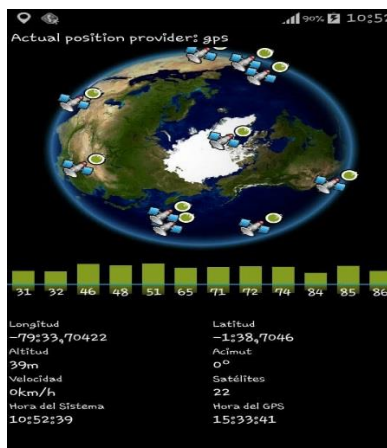 90% 10:52
Actual position provider: gps
31 32 46 48 51 65 71 72 74 84 85 86
Longitud Latitud
-79:33,70422 -1:38,7046
Altitud Acimut
39m 0°
Velocidad Satélites
0km/h 22
Hora del Sistema Hora del GPS
10:52:39 15:33:41